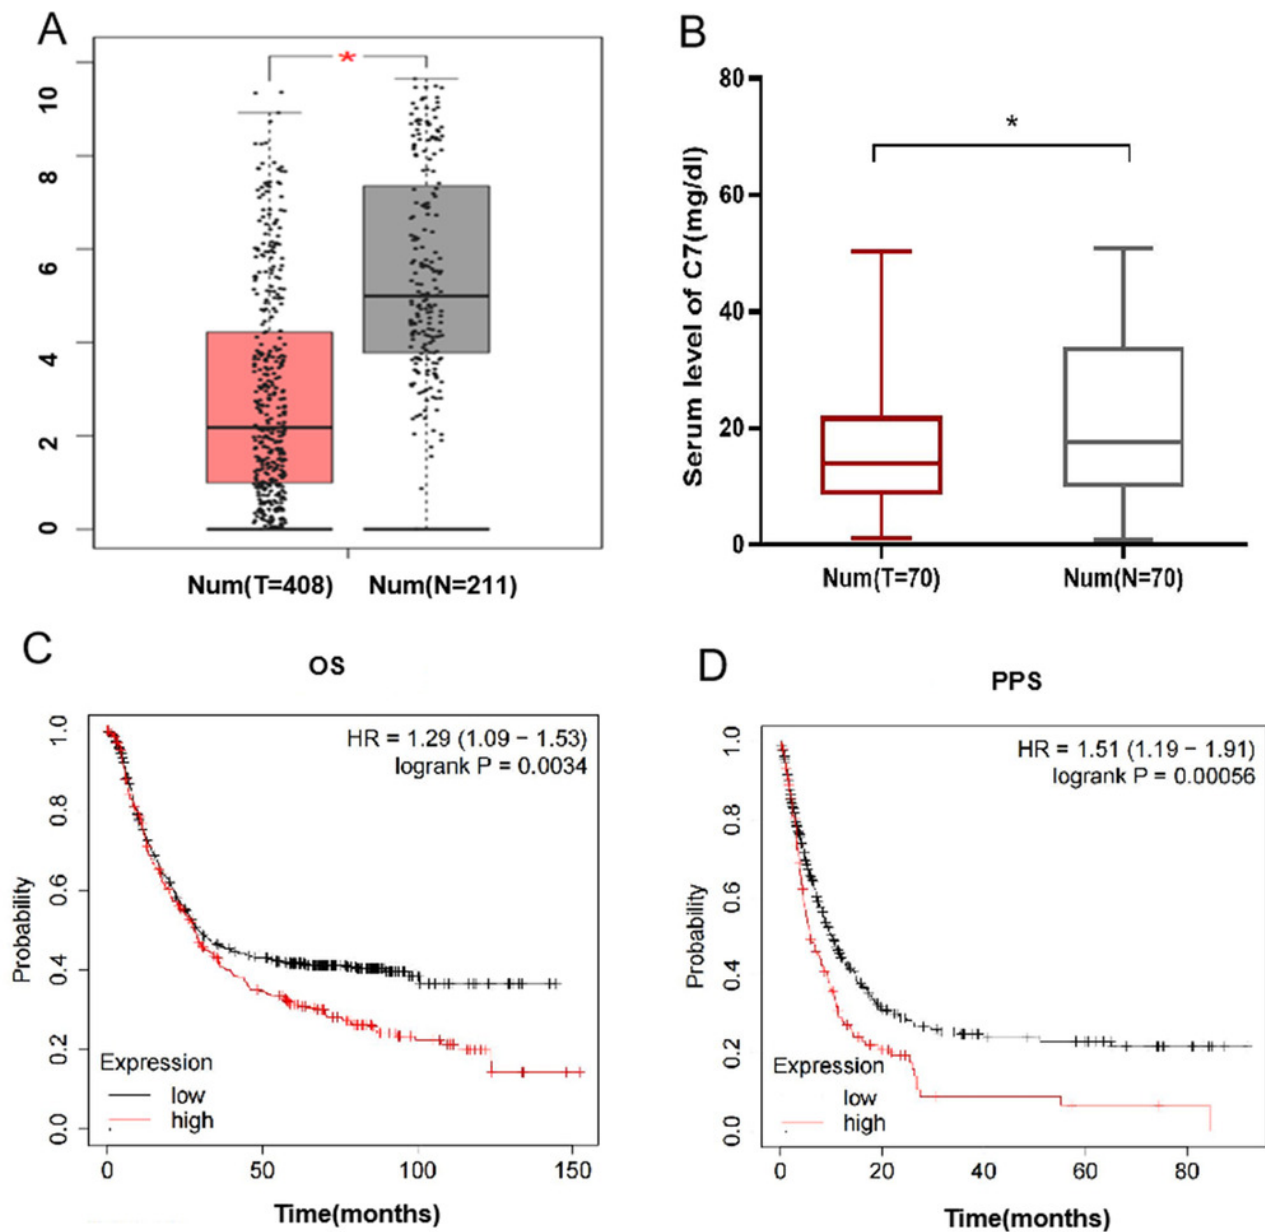 A
*
10
8
6
4
2
0
Num(T=408) Num(N=211)
B
*
Serum level of C7(mg/dl)
80
60
40
20
0
Num(T=70) Num(N=70)
C
OS
HR = 1.29 (1.09 − 1.53)
logrank P = 0.0034
Probability
1.0
0.8
0.6
0.4
0.2
0.0
Expression
low
high
0 50 100 150
Time(months)
D
PPS
HR = 1.51 (1.19 − 1.91)
logrank P = 0.00056
Probability
1.0
0.8
0.6
0.4
0.2
0.0
Expression
low
high
0 20 40 60 80
Time(months)